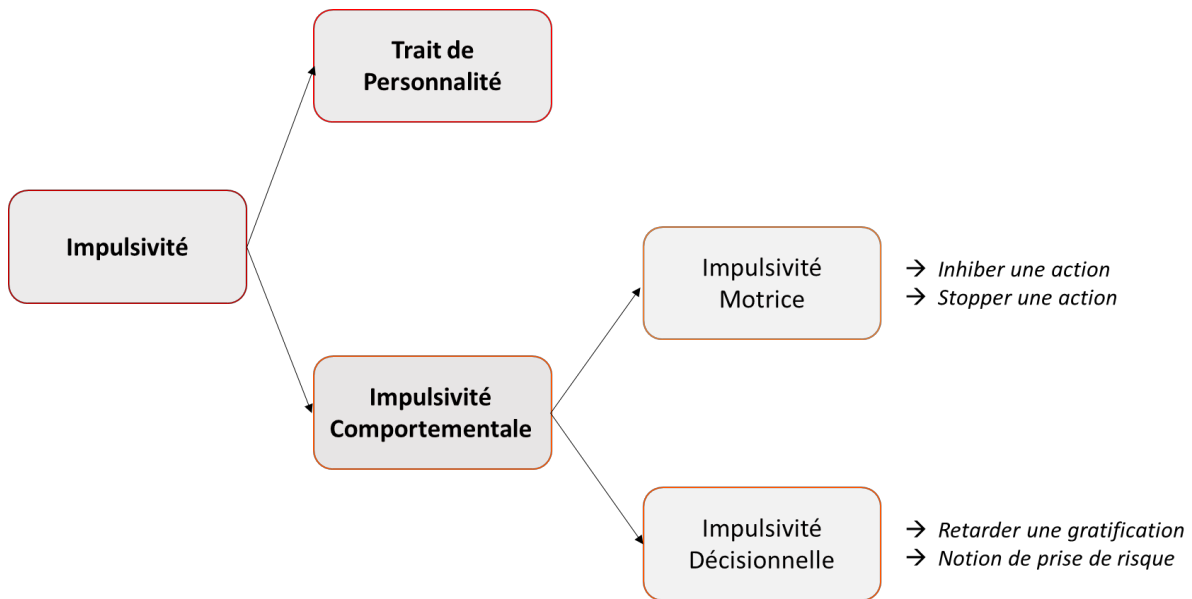 Trait de
Personnalité
Impulsivité
Impulsivité
Motrice
→ Inhiber une action
→ Stopper une action
Impulsivité
Comportementale
Impulsivité
Décisionnelle
→ Retarder une gratification
→ Notion de prise de risque